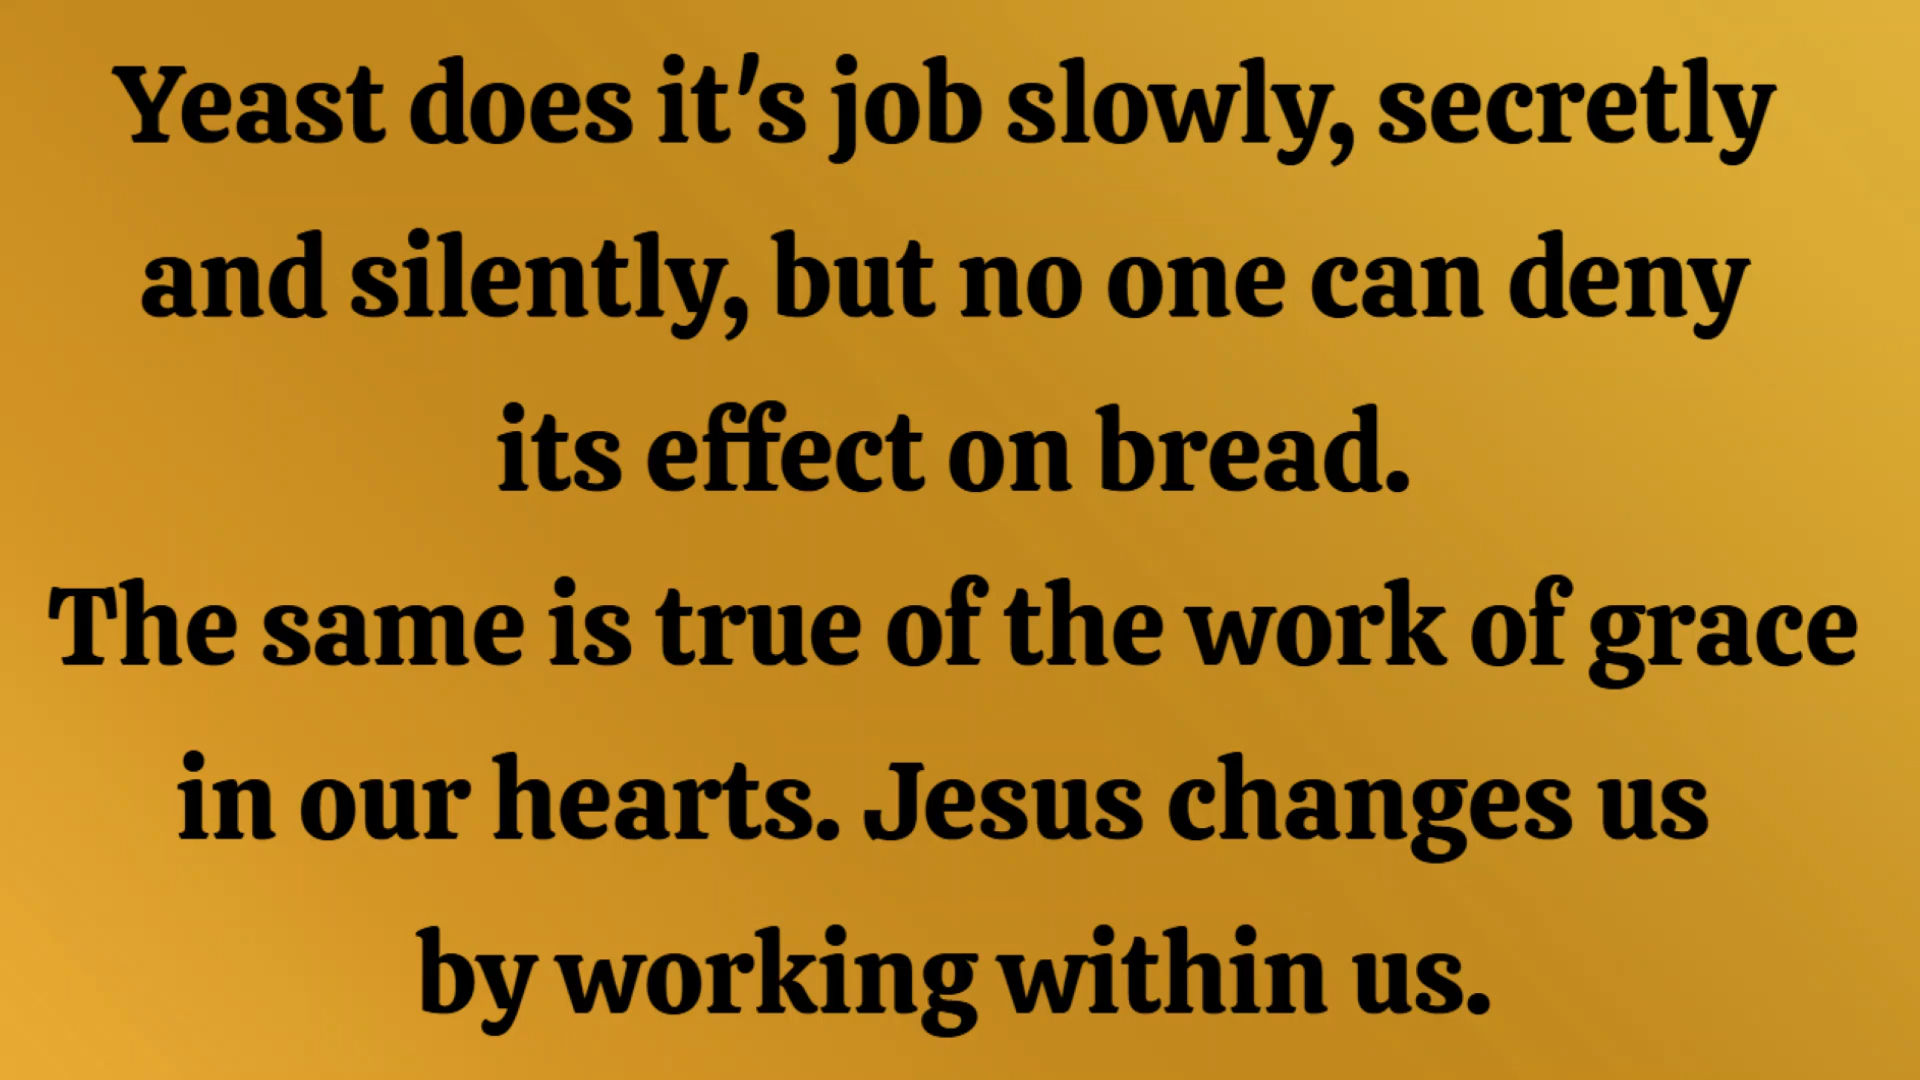 Yeast does it's job slowly, secretly
and silently, but no one can deny
its effect on bread.
The same is true of the work of grace
in our hearts. Jesus changes us
by working within us.